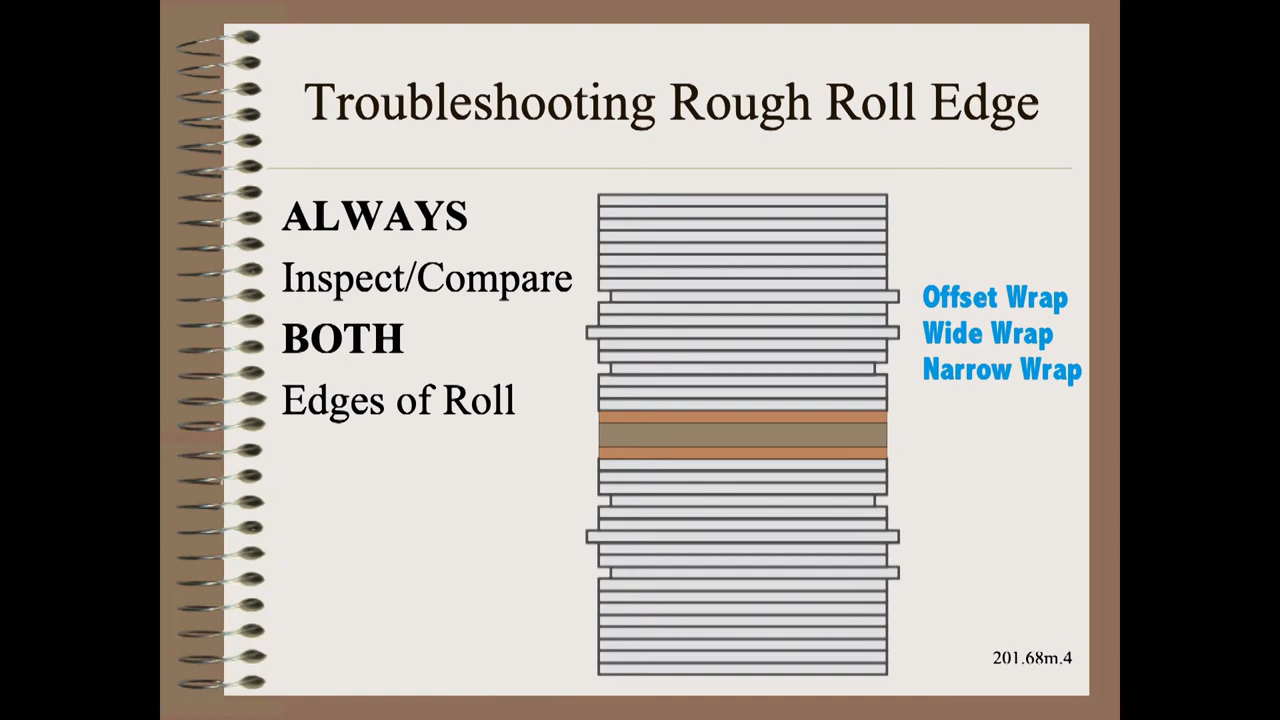 Troubleshooting Rough Roll Edge
ALWAYS
Inspect/Compare
BOTH
Edges of Roll
Offset Wrap
Wide Wrap
Narrow Wrap
201.68m.4